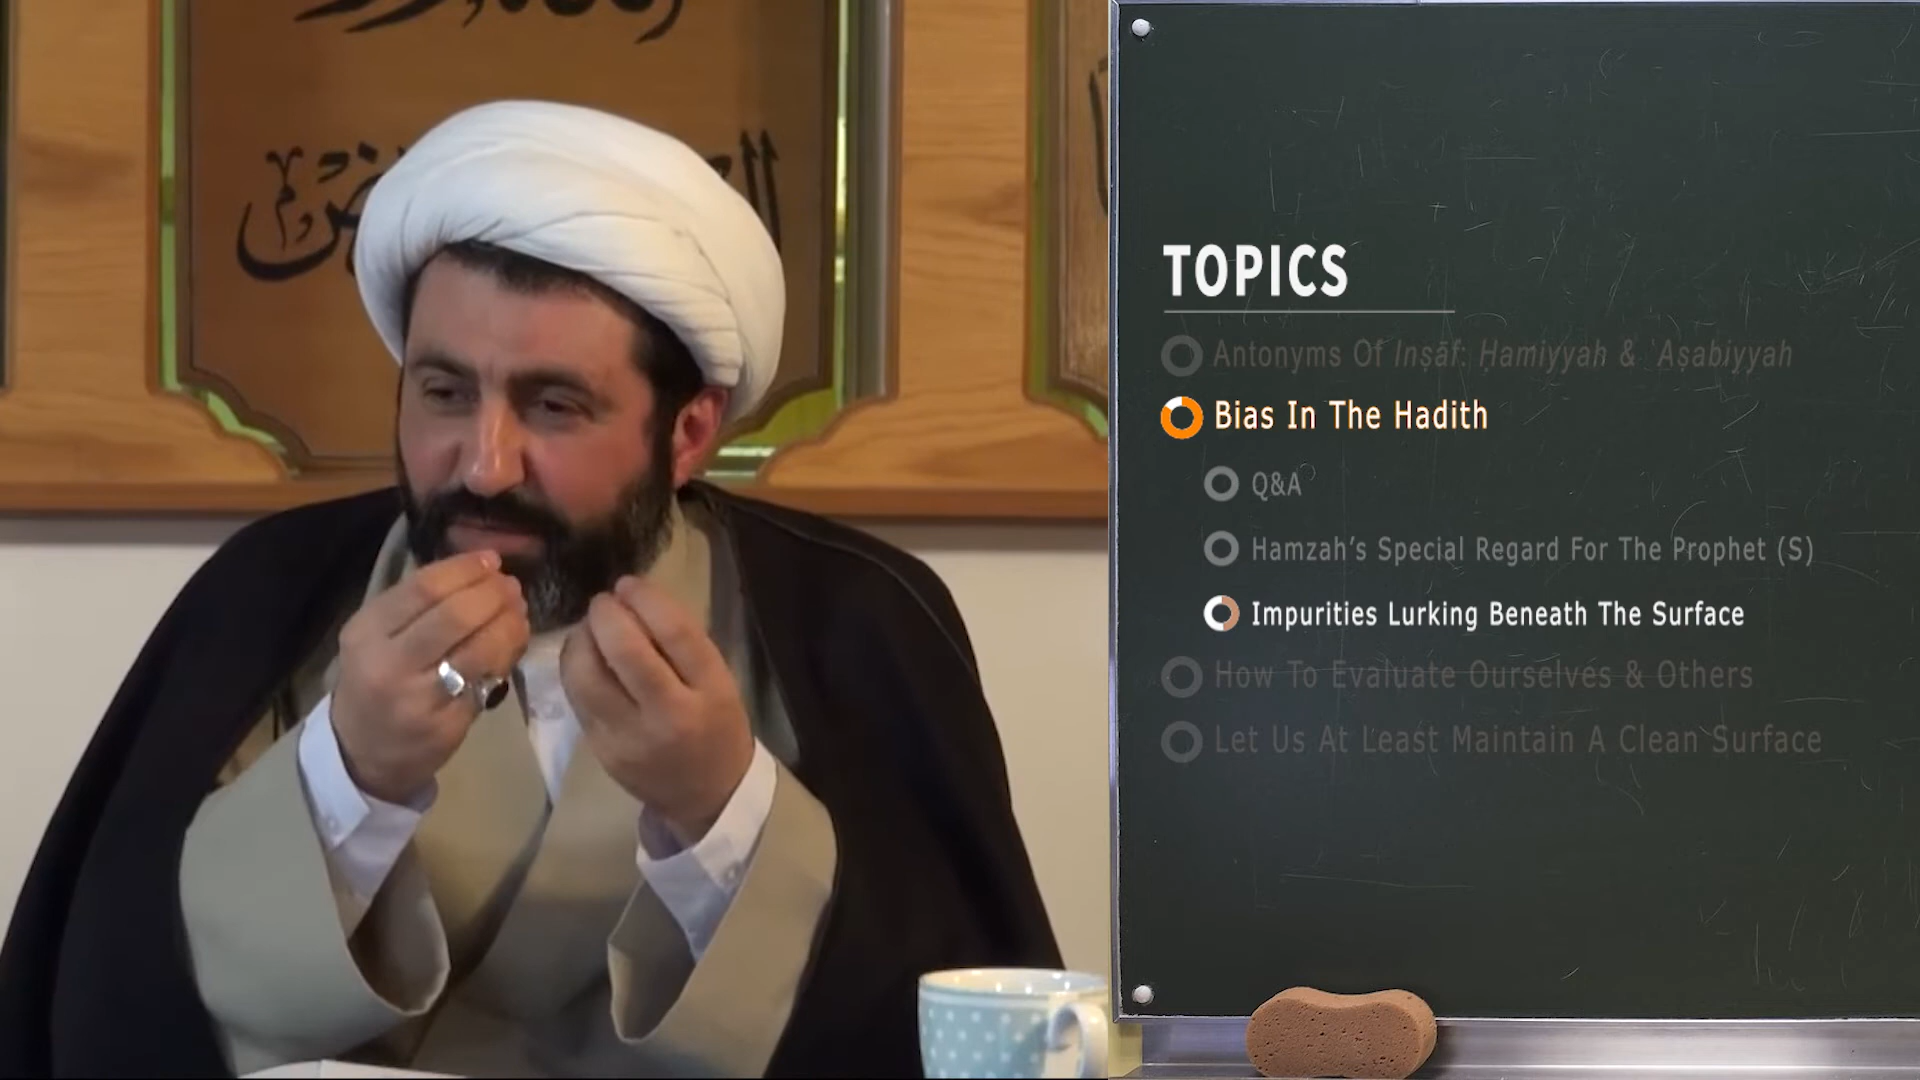 TOPICS
Antonyms Of Inṣāf: Ḥamiyyah & ʿAṣabiyyah
Bias In The Hadith
Q&A
Hamzah's Special Regard For The Prophet (S)
Impurities Lurking Beneath The Surface
How To Evaluate Ourselves & Others
Let Us At Least Maintain A Clean Surface